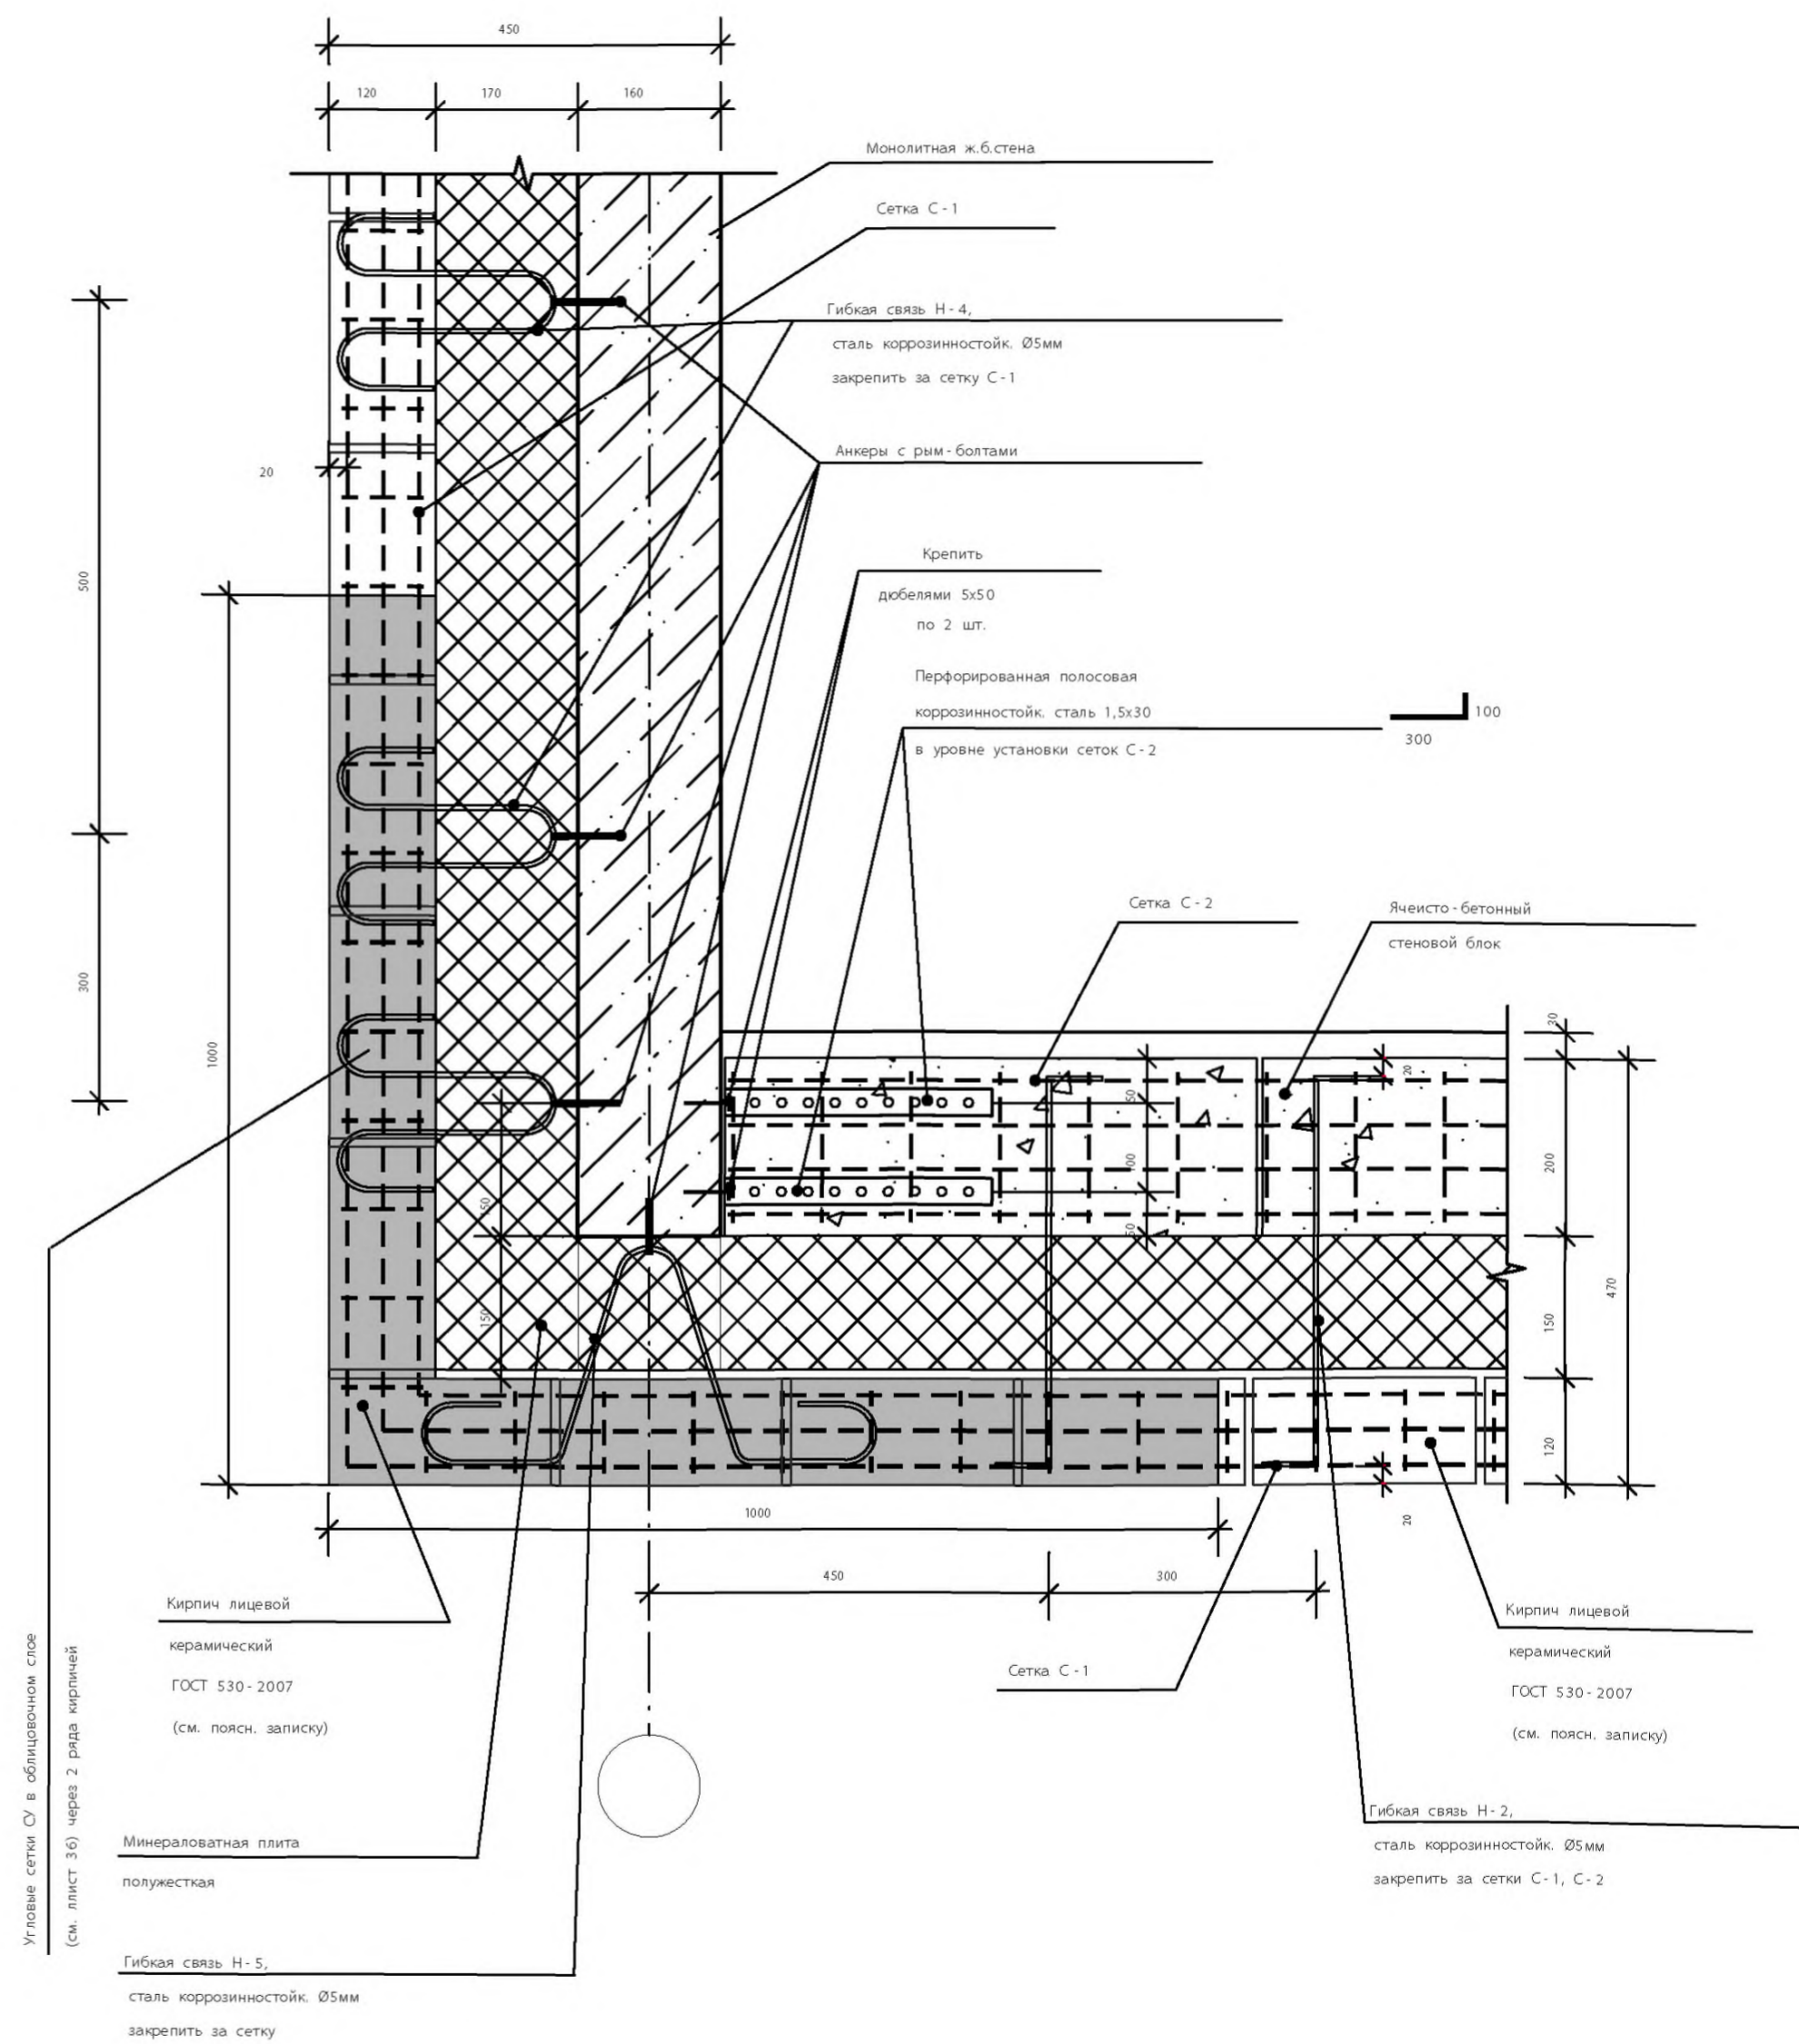 450
120
170
160
Монолитная ж.б.стена
Сетка С-1
Гибкая связь Н-4,
сталь коррозинностойк. Ø5мм
закрепить за сетку С-1
20
Анкеры с рым-болтами
500
Крепить
дюбелями 5х50
по 2 шт.
Перфорированная полосовая
коррозинностойк. сталь 1,5х30
в уровне установки сеток С-2
100
300
Сетка С-2
Ячеисто-бетонный
стеновой блок
300
1000
30
20
50
100
200
150
50
470
150
150
120
1000
20
450
300
Кирпич лицевой
керамический
ГОСТ 530-2007
(см. поясн. записку)
Сетка С-1
Кирпич лицевой
керамический
ГОСТ 530-2007
(см. поясн. записку)
Угловые сетки СУ в облицовочном слое
(см. ллист 36) через 2 ряда кирпичей
Минераловатная плита
полужесткая
Гибкая связь Н-2,
сталь коррозинностойк. Ø5мм
закрепить за сетки С-1, С-2
Гибкая связь Н-5,
сталь коррозинностойк. Ø5мм
закрепить за сетку